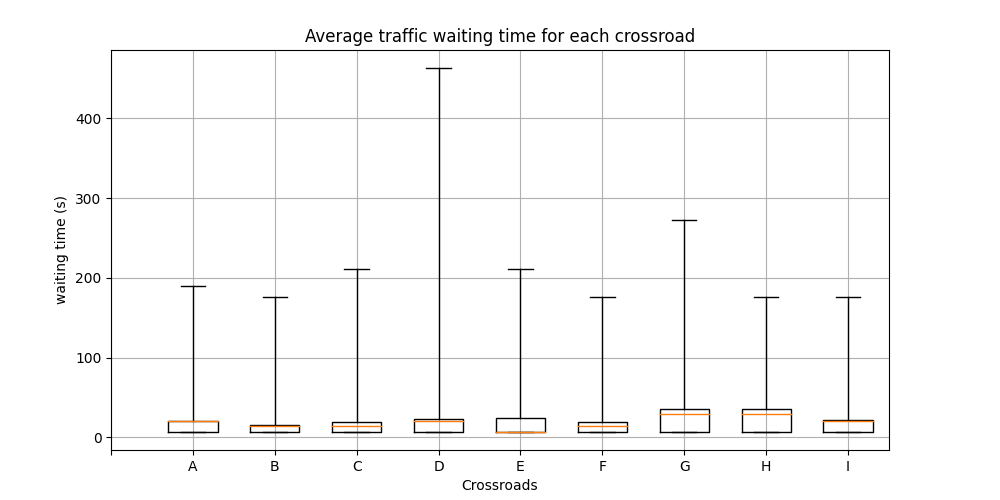 Average traffic waiting time for each crossroad
waiting time (s)
400
300
200
100
0
A B C D E F G H I
Crossroads